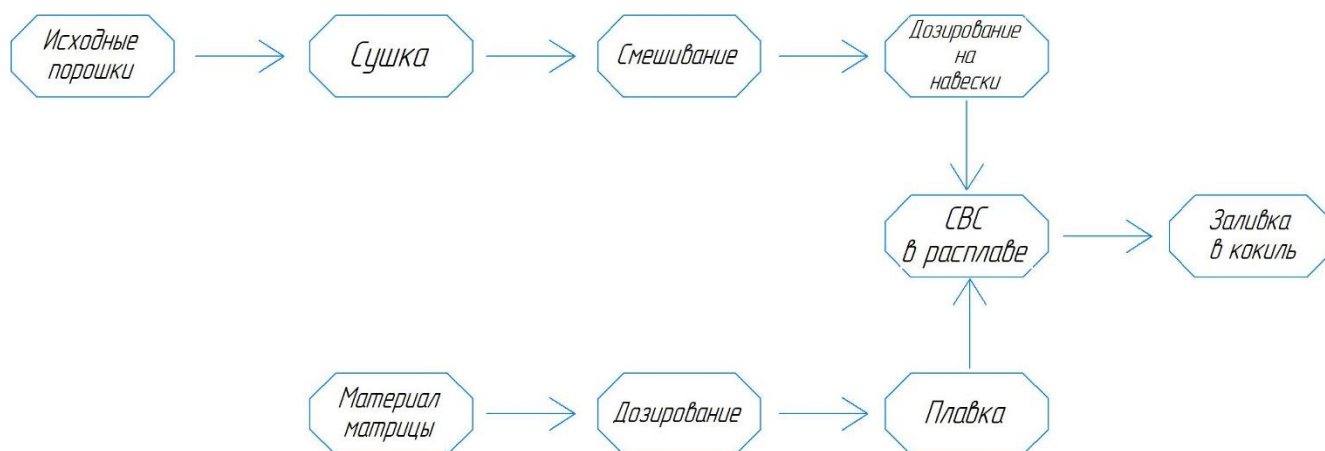 Исходные
порошки
Сушка
Смешивание
Дозирование
на
навески
СВС
в расплаве
Заливка
в кокиль
Материал
матрицы
Дозирование
Плавка